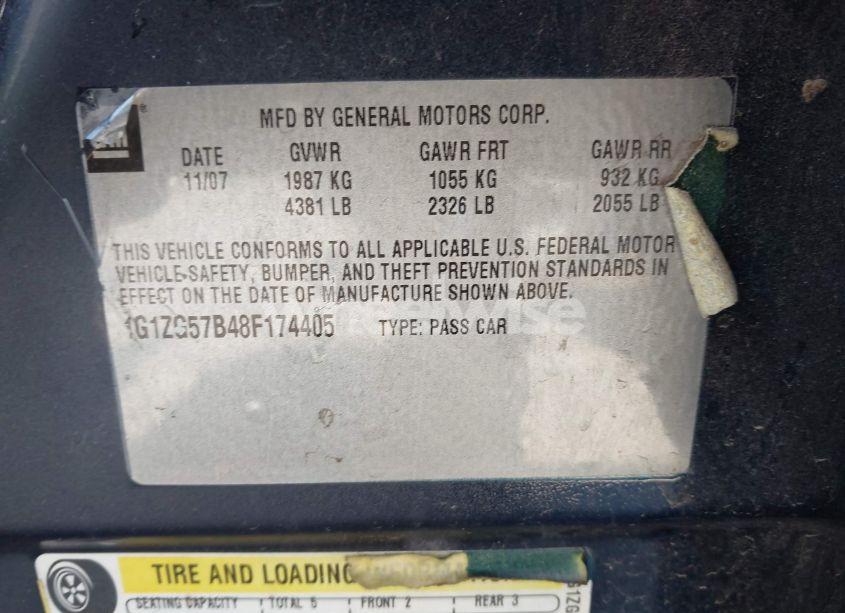 MFD BY GENERAL MOTORS CORP.
DATE GVWR GAWR FRT GAWR RR
11/07 1987 KG 1055 KG 932 KG
4381 LB 2326 LB 2055 LB
THIS VEHICLE CONFORMS TO ALL APPLICABLE U.S. FEDERAL MOTOR
VEHICLE SAFETY, BUMPER, AND THEFT PREVENTION STANDARDS IN
EFFECT ON THE DATE OF MANUFACTURE SHOWN ABOVE.
1G1ZG57B48F174405 TYPE: PASS CAR
TIRE AND LOADING
SEATING CAPACITY TOTAL 5 FRONT 2 REAR 3